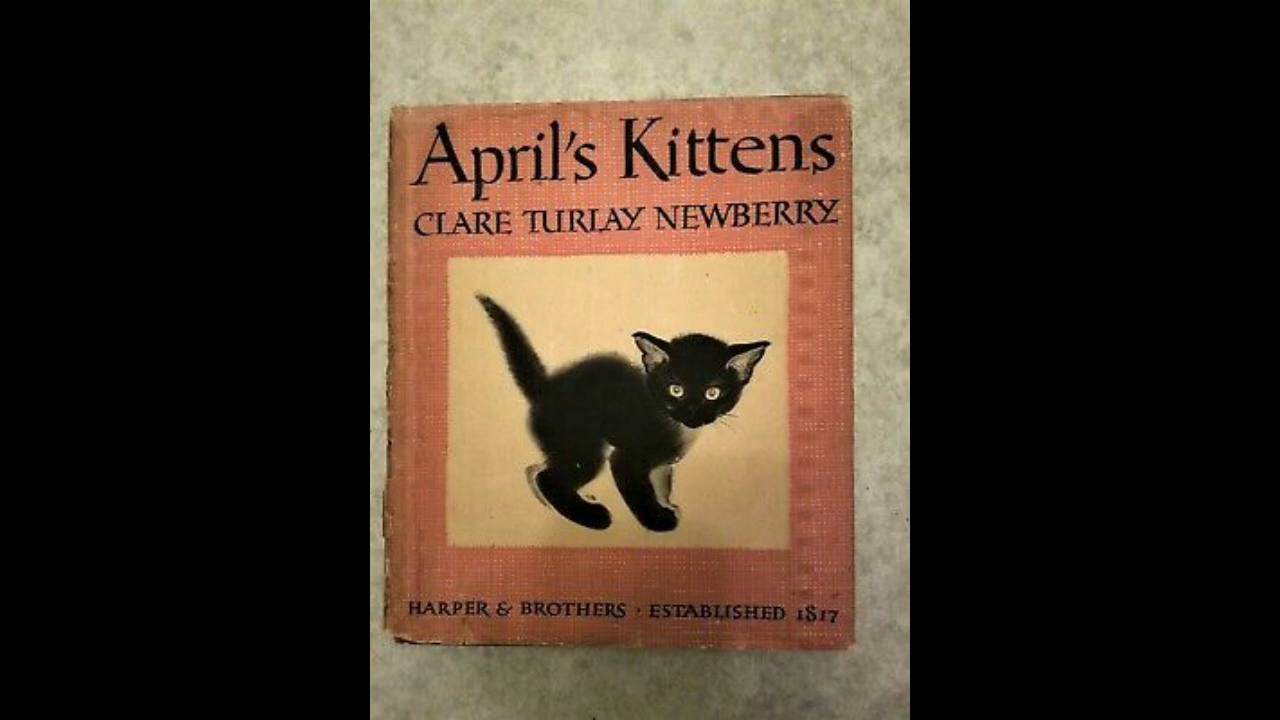 April's Kittens
CLARE TURLAY NEWBERRY
HARPER & BROTHERS · ESTABLISHED 1817